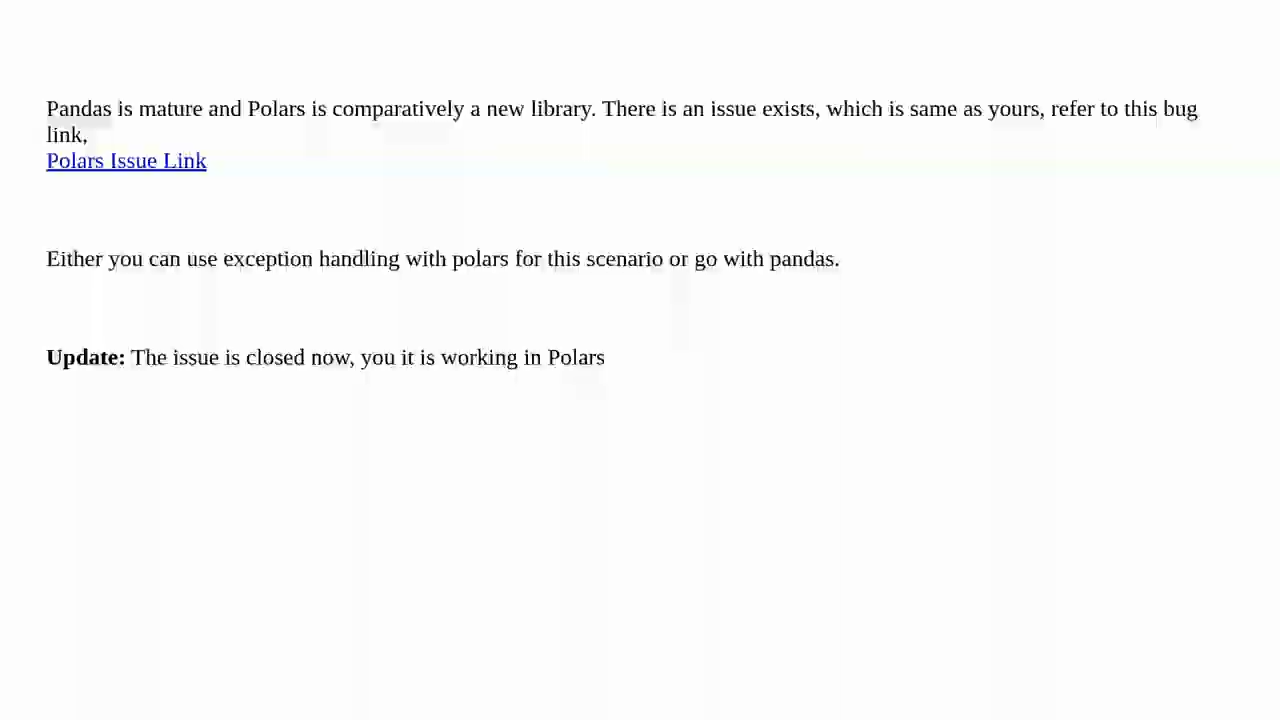 Pandas is mature and Polars is comparatively a new library. There is an issue exists, which is same as yours, refer to this bug
link,
Polars Issue Link
Either you can use exception handling with polars for this scenario or go with pandas.
Update: The issue is closed now, you it is working in Polars